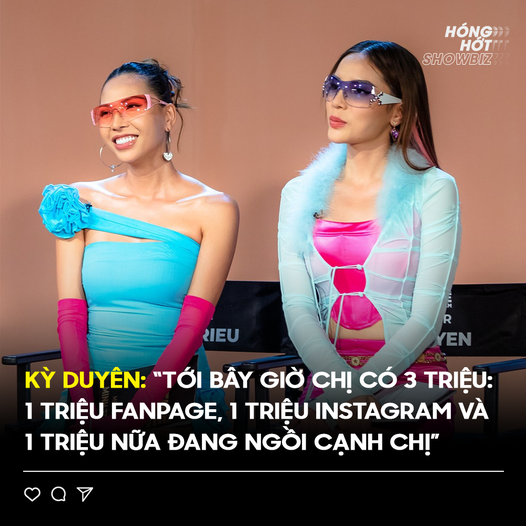 HÓNG
HỚT
SHOWBIZ
RIEU
YEN
KỲ DUYÊN: “TỚI BÂY GIỜ CHỊ CÓ 3 TRIỆU:
1 TRIỆU FANPAGE, 1 TRIỆU INSTAGRAM VÀ
1 TRIỆU NỮA ĐANG NGỒI CẠNH CHỊ”